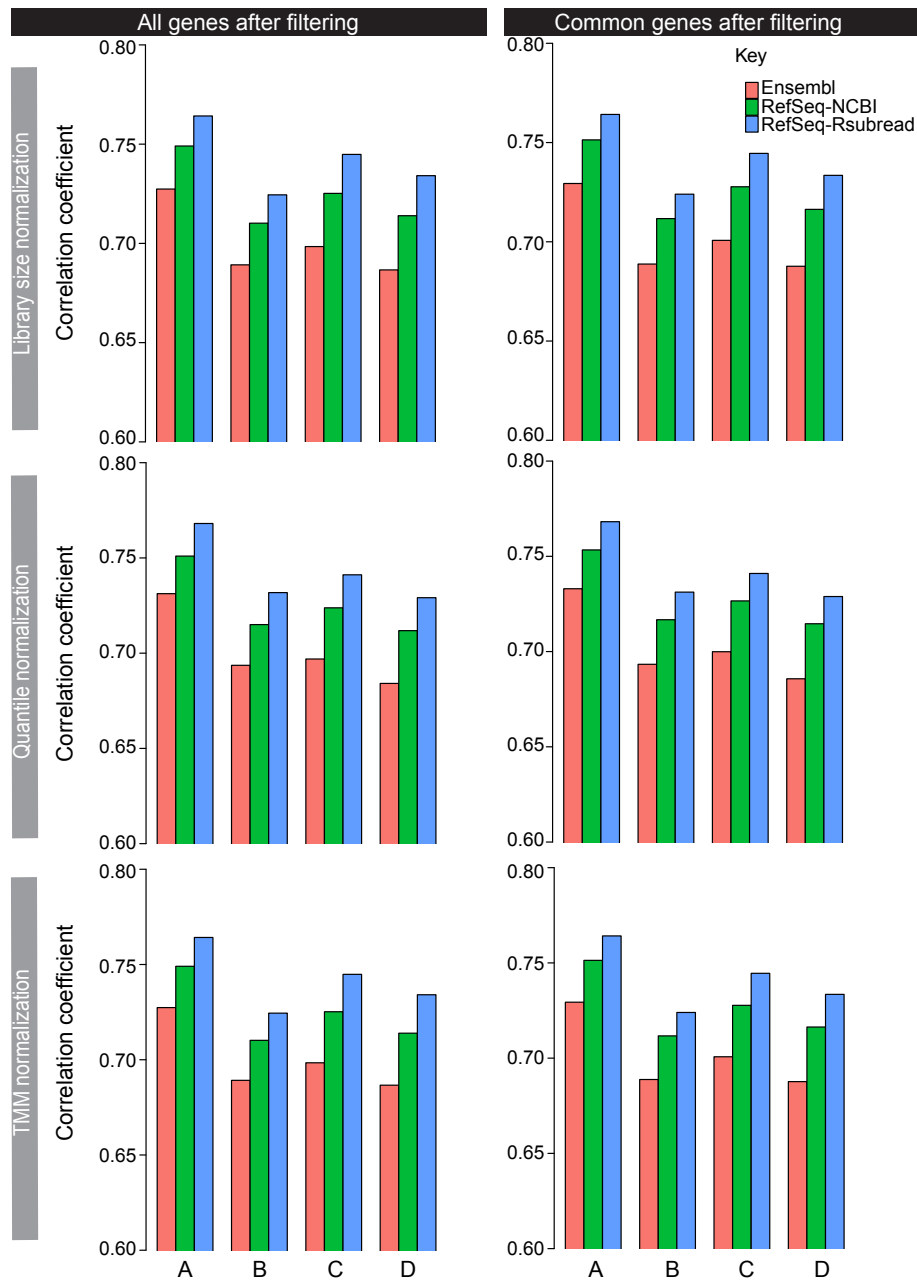 All genes after filtering
Common genes after filtering
Library size normalization
Correlation coefficient
0.80
0.75
0.70
0.65
0.60
0.80
0.75
0.70
0.65
0.60
Key
Ensembl
RefSeq-NCBI
RefSeq-Rsubread
Quantile normalization
Correlation coefficient
0.80
0.75
0.70
0.65
0.60
0.80
0.75
0.70
0.65
0.60
TMM normalization
Correlation coefficient
0.80
0.75
0.70
0.65
0.60
0.80
0.75
0.70
0.65
0.60
A B C D
A B C D